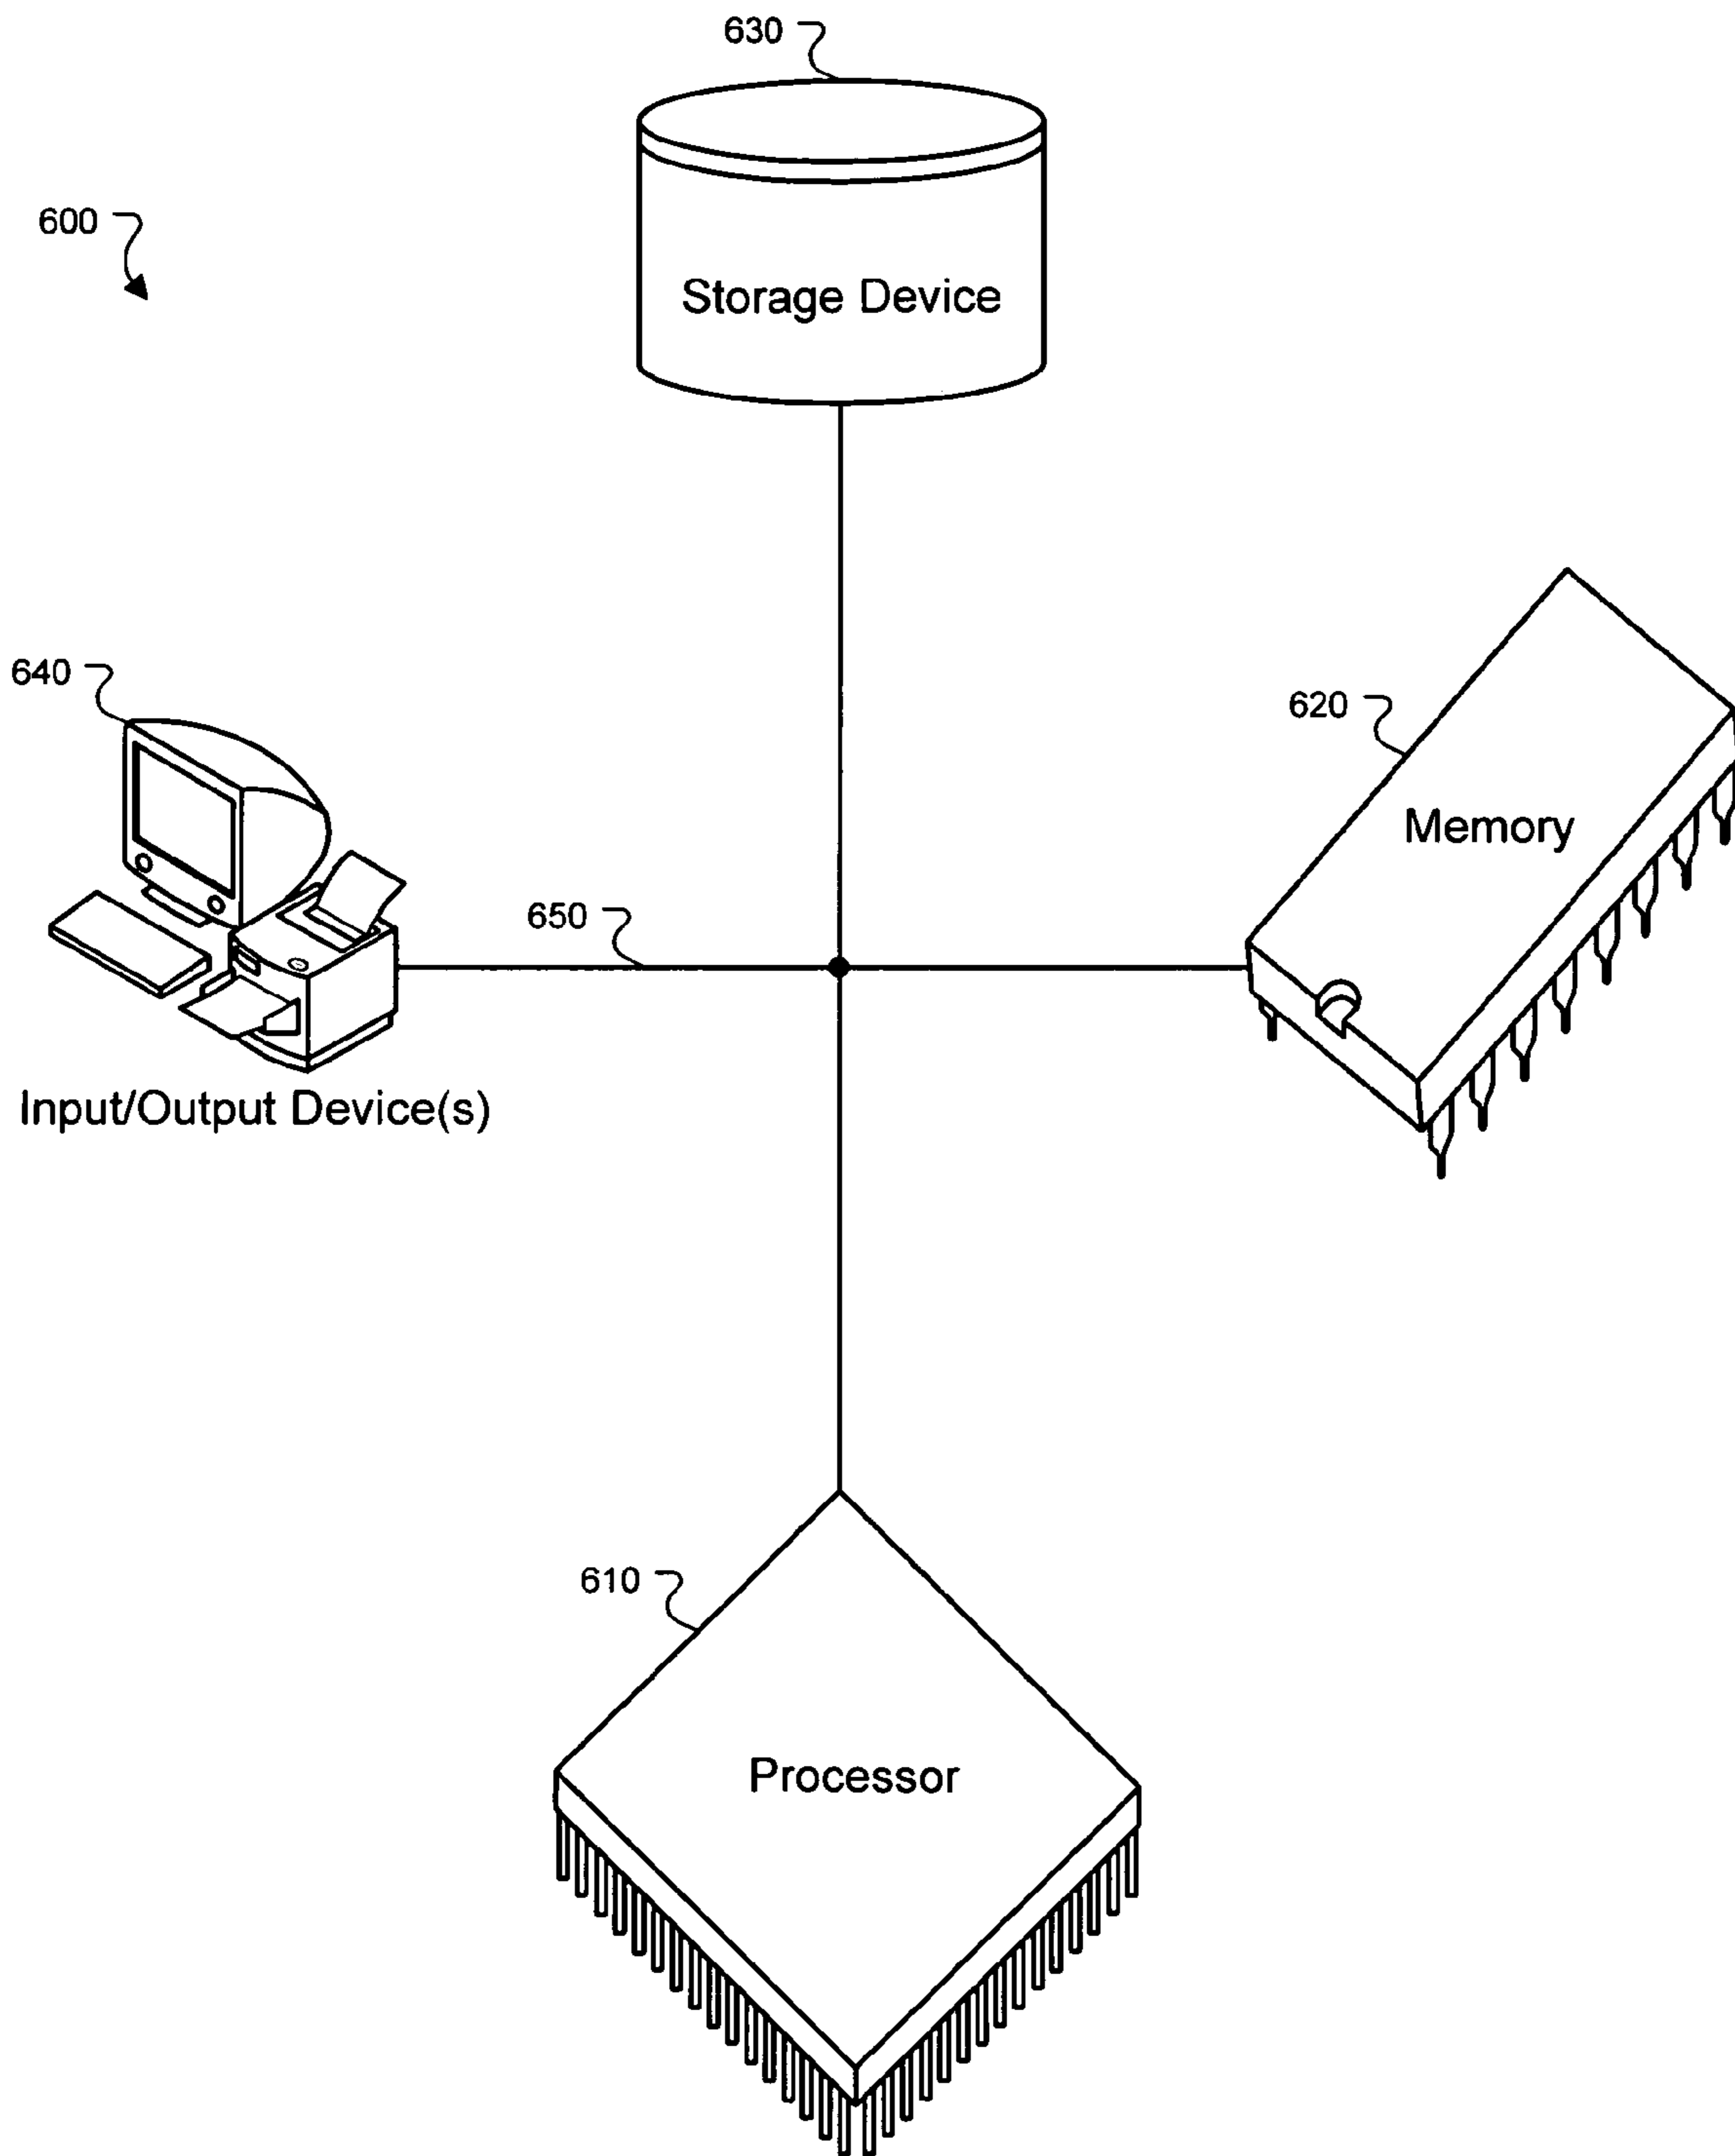 630
600
Storage Device
640
620
Memory
650
Input/Output Device(s)
610
Processor